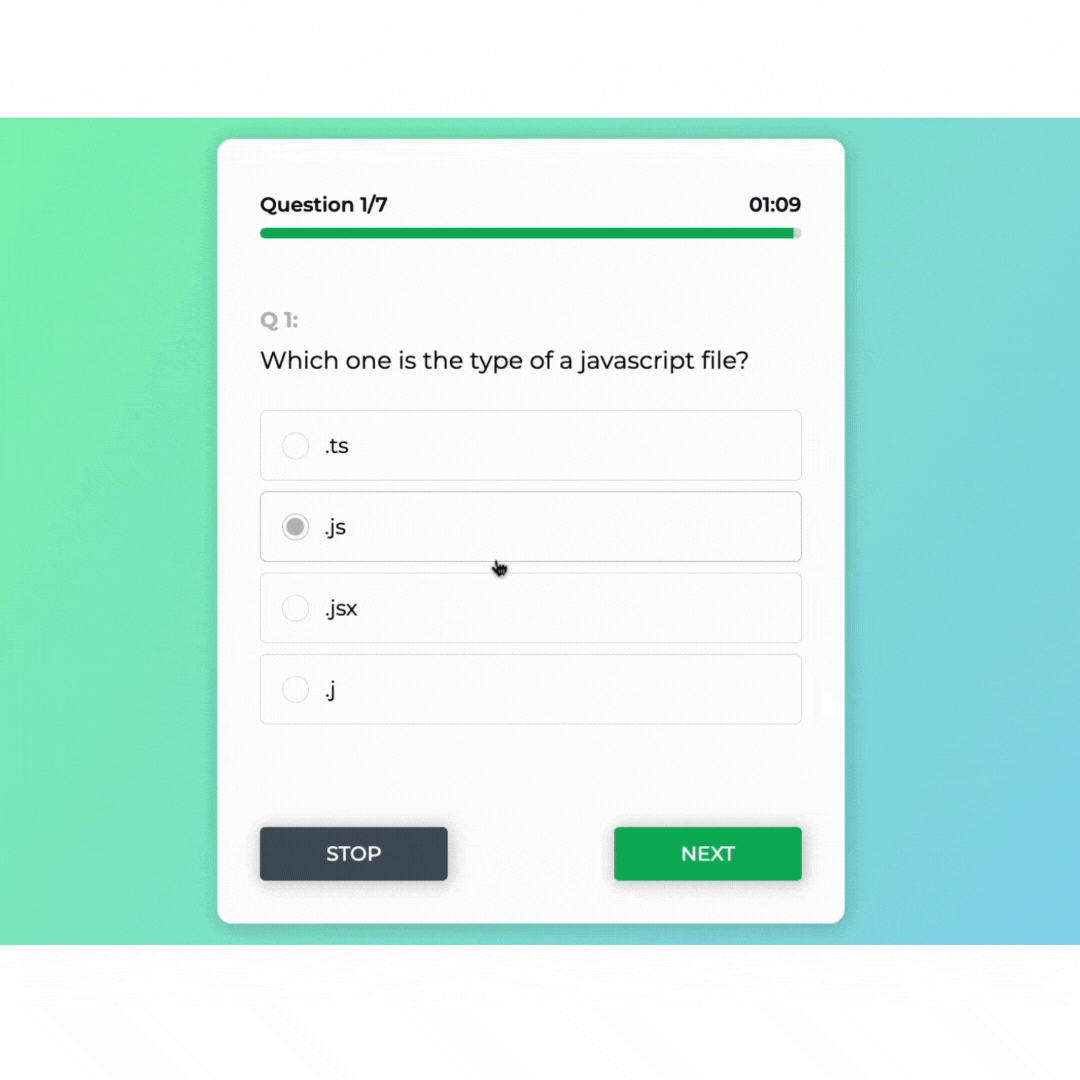 Question 1/7 01:09
Q 1:
Which one is the type of a javascript file?
.ts
.js
.jsx
.j
STOP NEXT